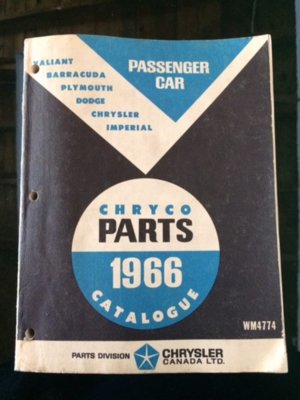 VALIANT
BARRACUDA
PLYMOUTH
DODGE
CHRYSLER
IMPERIAL
PASSENGER
CAR
CHRYCO
PARTS
1966
CATALOGUE
WM4774
PARTS DIVISION
CHRYSLER
CANADA LTD.